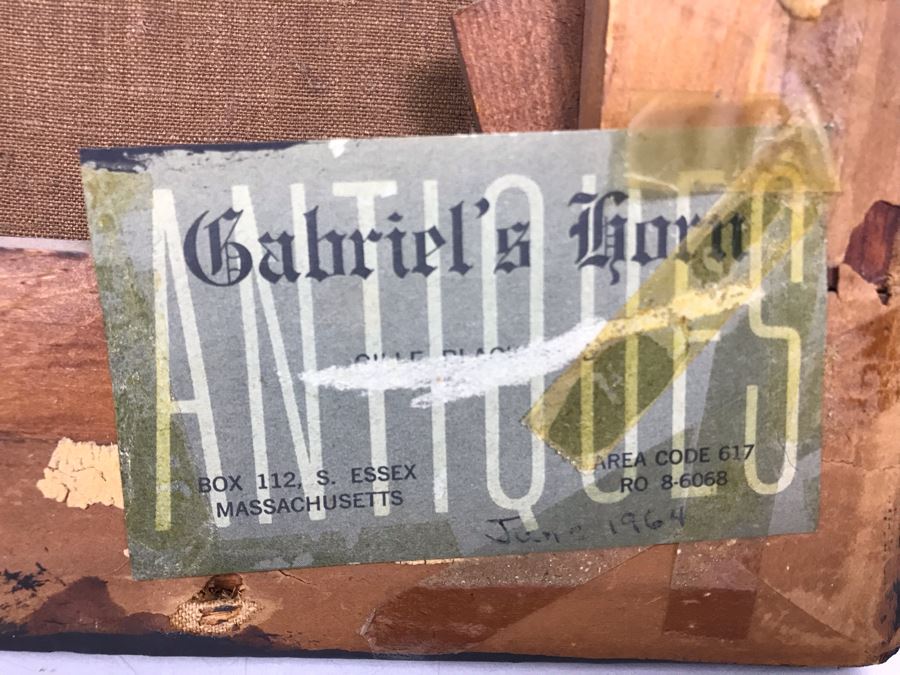 ANTIQUES
Gabriel's Horn
BOX 112, S. ESSEX
MASSACHUSETTS
AREA CODE 617
RO 8-6068
June 1964